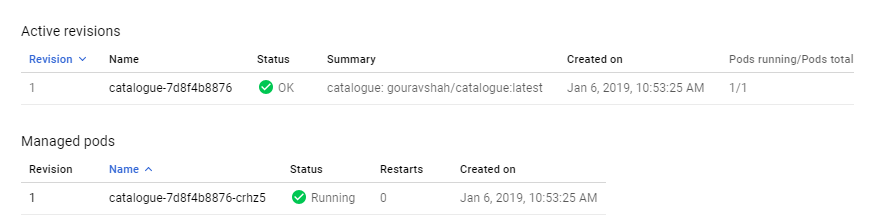 Active revisions
Revision Name Status Summary Created on Pods running/Pods total
1 catalogue-7d8f4b8876 OK catalogue: gouravshah/catalogue:latest Jan 6, 2019, 10:53:25 AM 1/1
Managed pods
Revision Name Status Restarts Created on
1 catalogue-7d8f4b8876-crhz5 Running 0 Jan 6, 2019, 10:53:25 AM